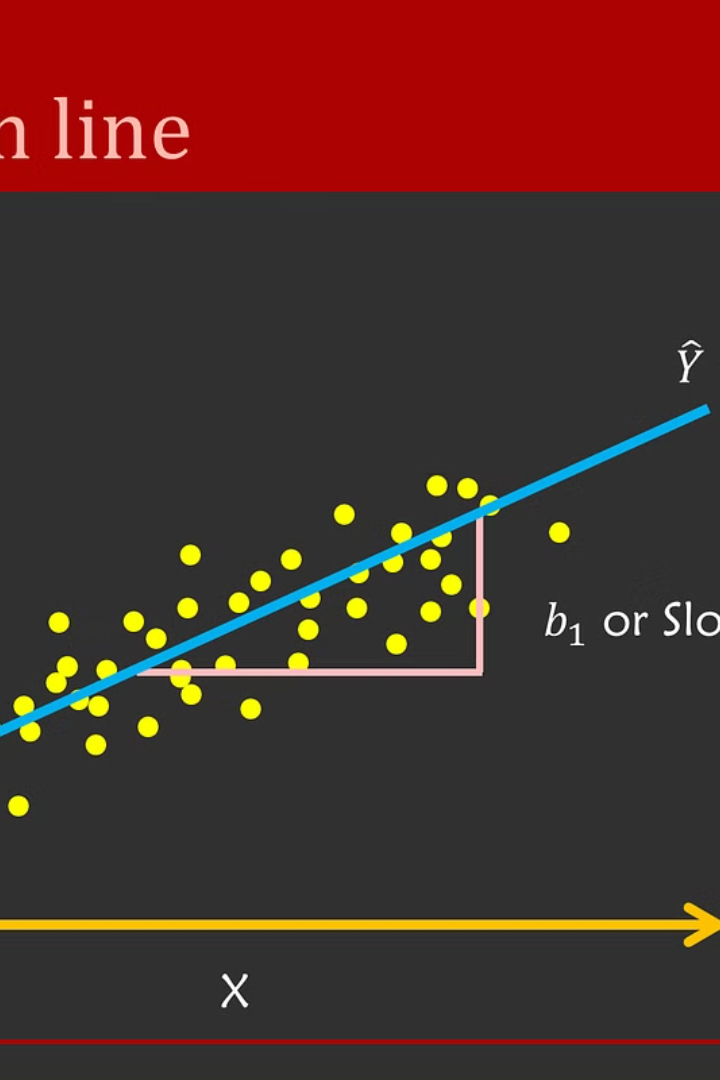 n line
Ŷ
b₁ or Slo
X